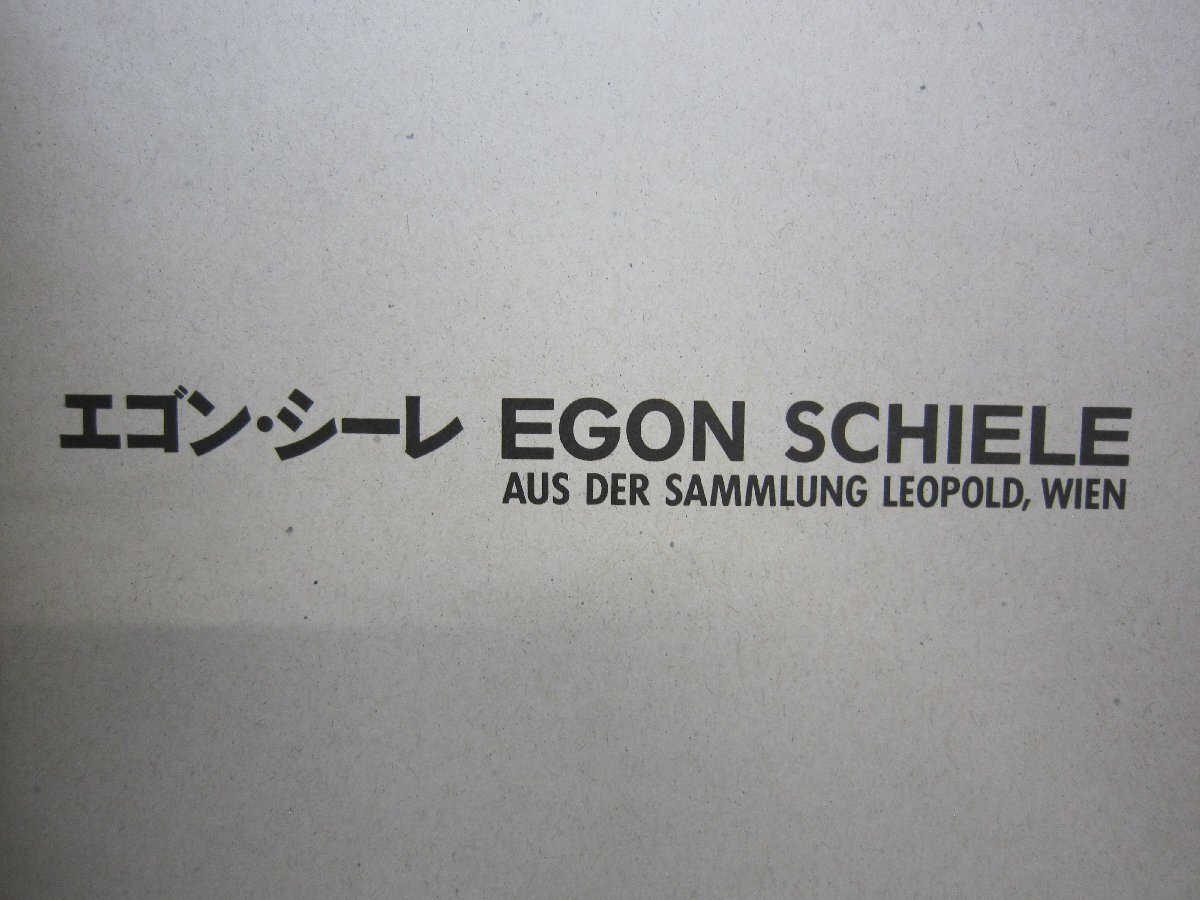 エゴン・シーレ EGON SCHIELE
AUS DER SAMMLUNG LEOPOLD, WIEN